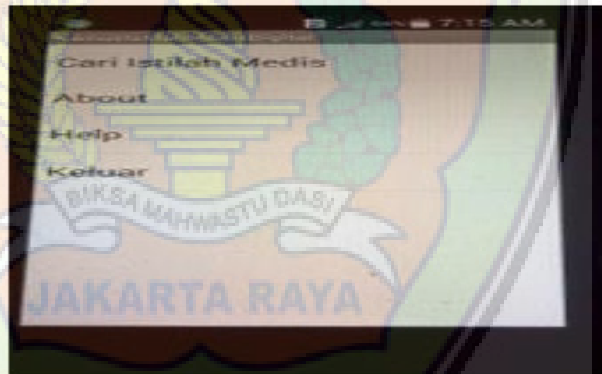 7:15 AM
Cari Istilah Medis
About
Help
Keluar
BIKSA MAHWASTU DASI
JAKARTA RAYA